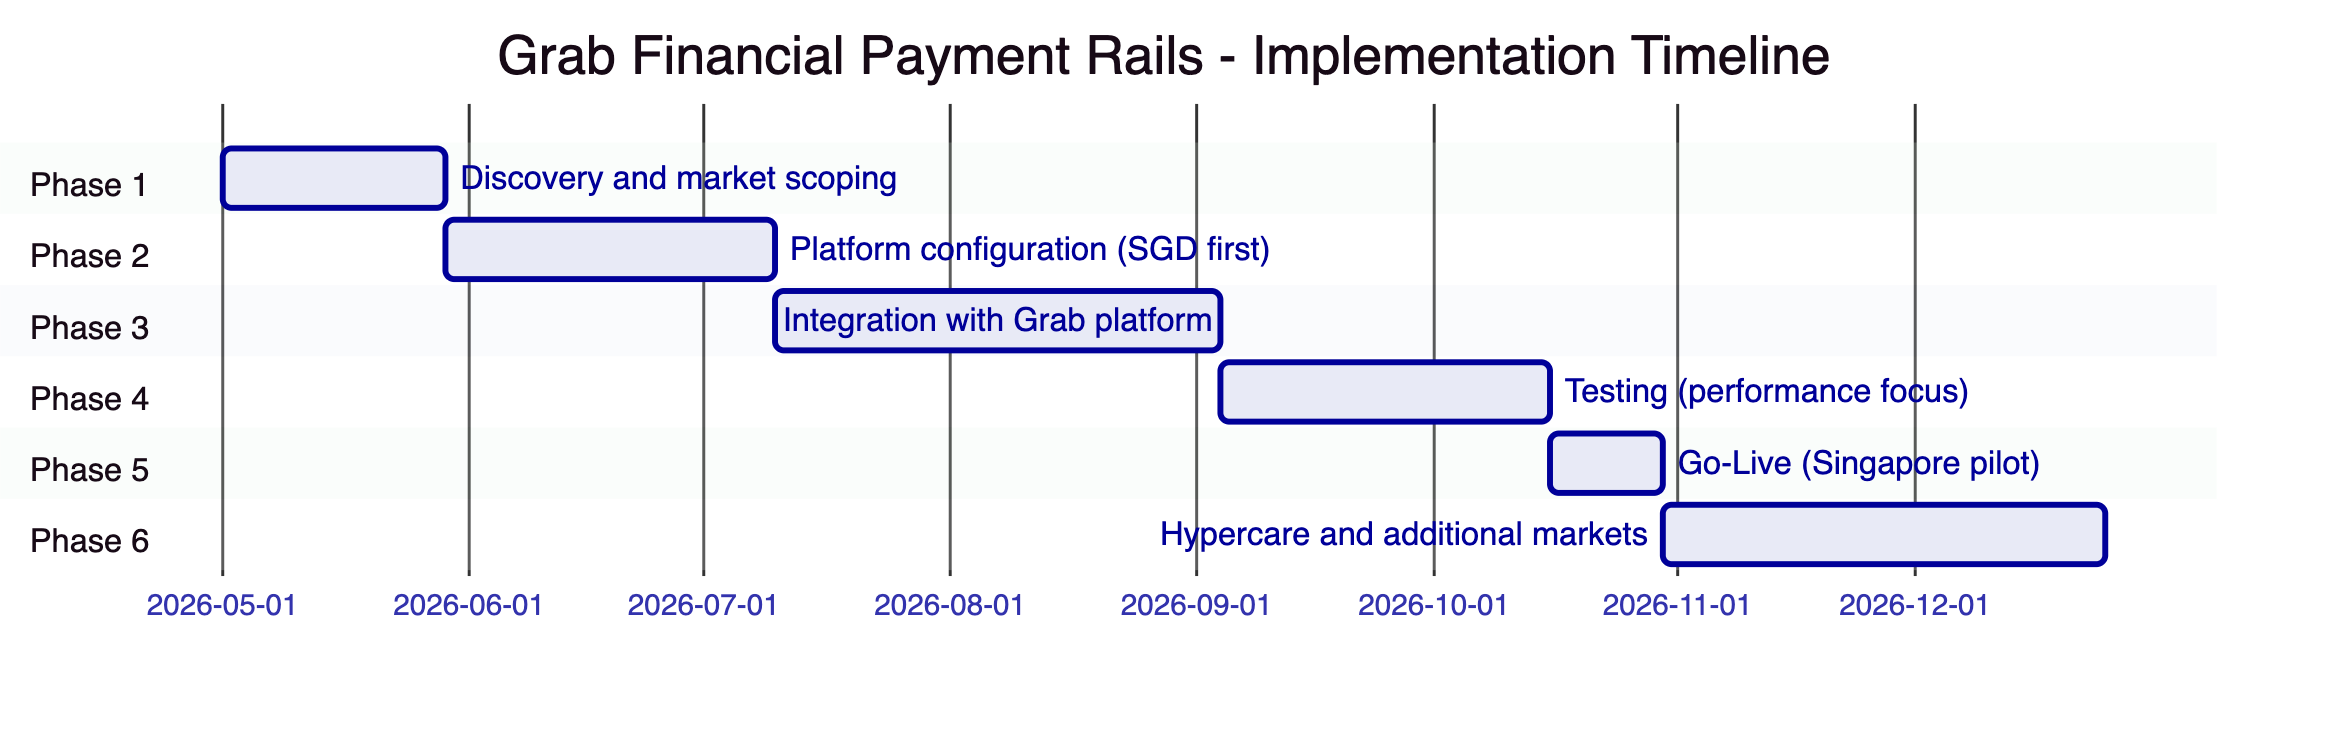 Grab Financial Payment Rails - Implementation Timeline
Phase 1
Discovery and market scoping
Phase 2
Platform configuration (SGD first)
Phase 3
Integration with Grab platform
Phase 4
Testing (performance focus)
Phase 5
Go-Live (Singapore pilot)
Phase 6
Hypercare and additional markets
2026-05-01
2026-06-01
2026-07-01
2026-08-01
2026-09-01
2026-10-01
2026-11-01
2026-12-01